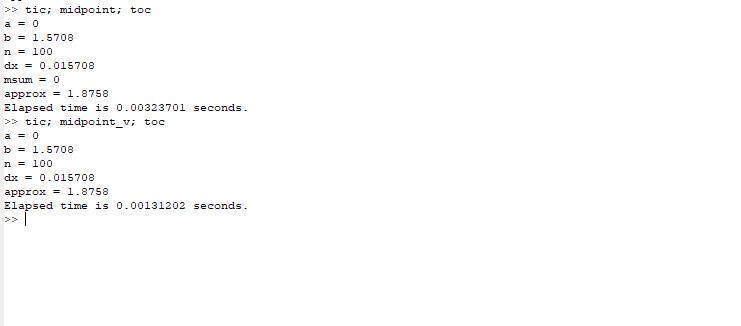 >> tic; midpoint; toc
a = 0
b = 1.5708
n = 100
dx = 0.015708
msum = 0
approx = 1.8758
Elapsed time is 0.00323701 seconds.
>> tic; midpoint_v; toc
a = 0
b = 1.5708
n = 100
dx = 0.015708
approx = 1.8758
Elapsed time is 0.00131202 seconds.
>>